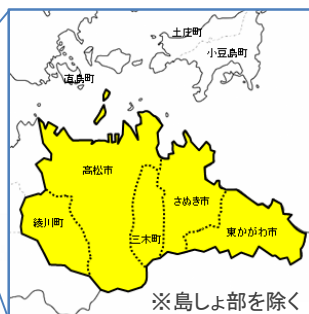 土庄町
小豆島町
直島町
高松市
さぬき市
綾川町
三木町
東かがわ市
※島しょ部を除く